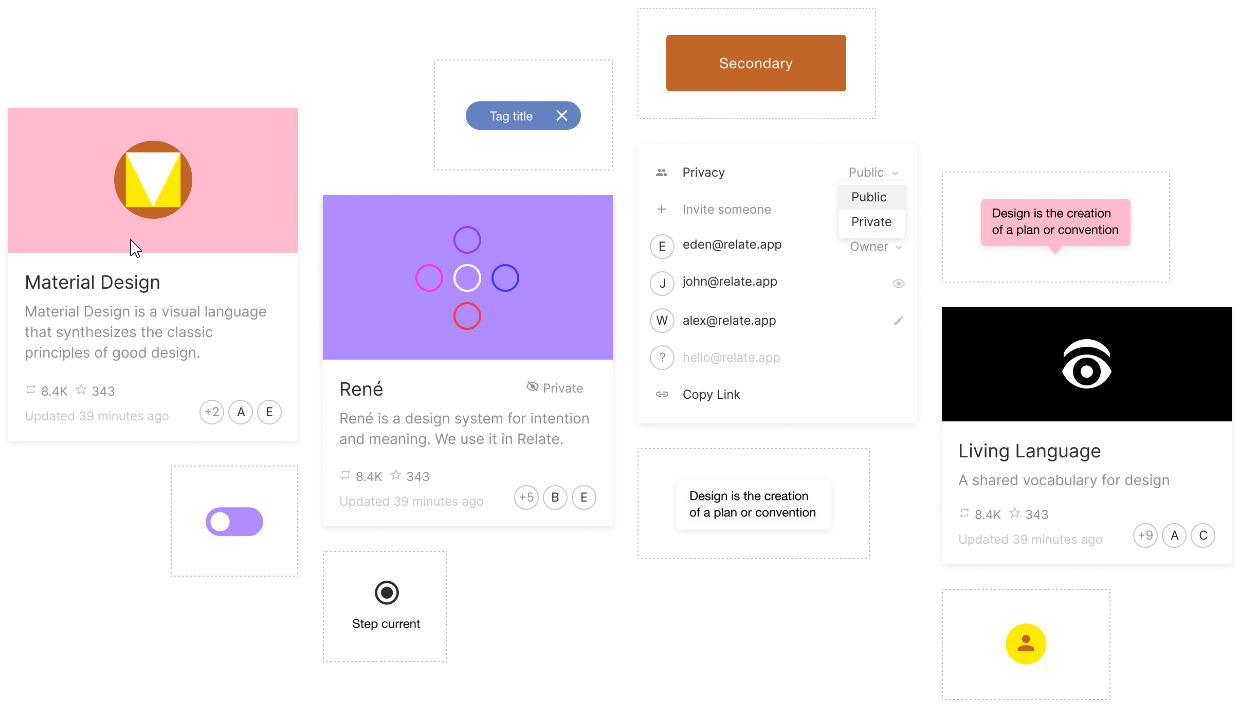 Material Design
Material Design is a visual language
that synthesizes the classic
principles of good design.
8.4K 343
Updated 39 minutes ago
+2 A E
Tag title
René
Private
René is a design system for intention
and meaning. We use it in Relate.
8.4K 343
Updated 39 minutes ago
+5 B E
Step current
Secondary
Privacy
Public
Public
Private
Invite someone
E eden@relate.app
Owner
J john@relate.app
W alex@relate.app
? hello@relate.app
Copy Link
Design is the creation
of a plan or convention
Design is the creation
of a plan or convention
Living Language
A shared vocabulary for design
8.4K 343
Updated 39 minutes ago
+9 A C